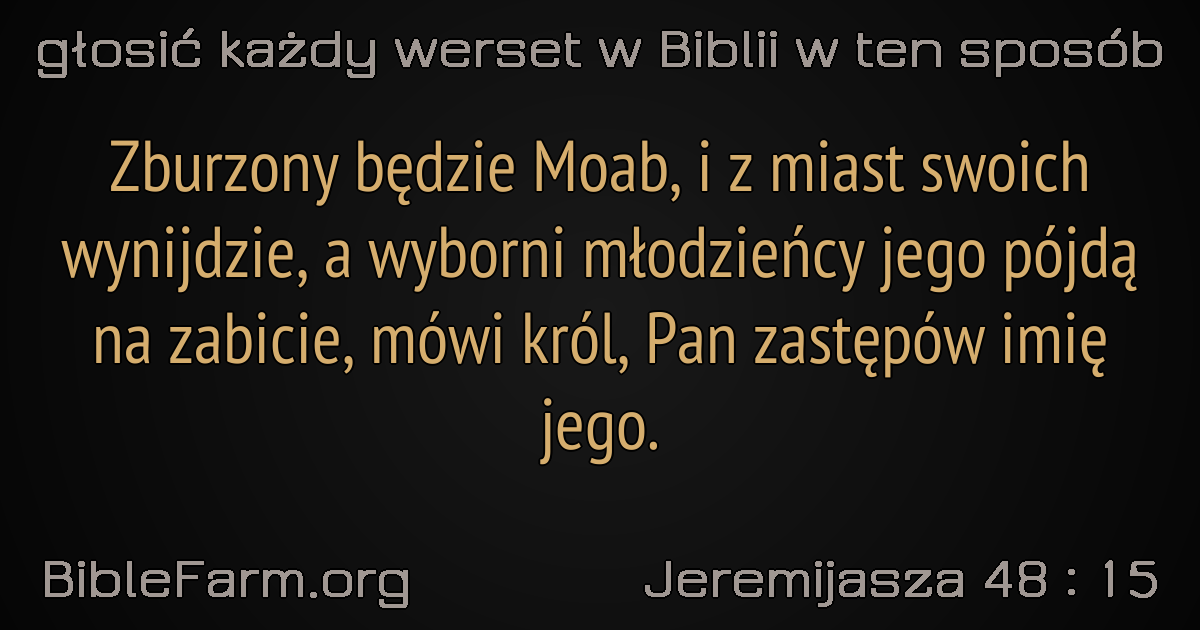 głosić każdy werset w Biblii w ten sposób
Zburzony będzie Moab, i z miast swoich
wynijdzie, a wyborni młodzieńcy jego pójdą
na zabicie, mówi król, Pan zastępów imię
jego.
BibleFarm.org
Jeremijasza 48 : 15